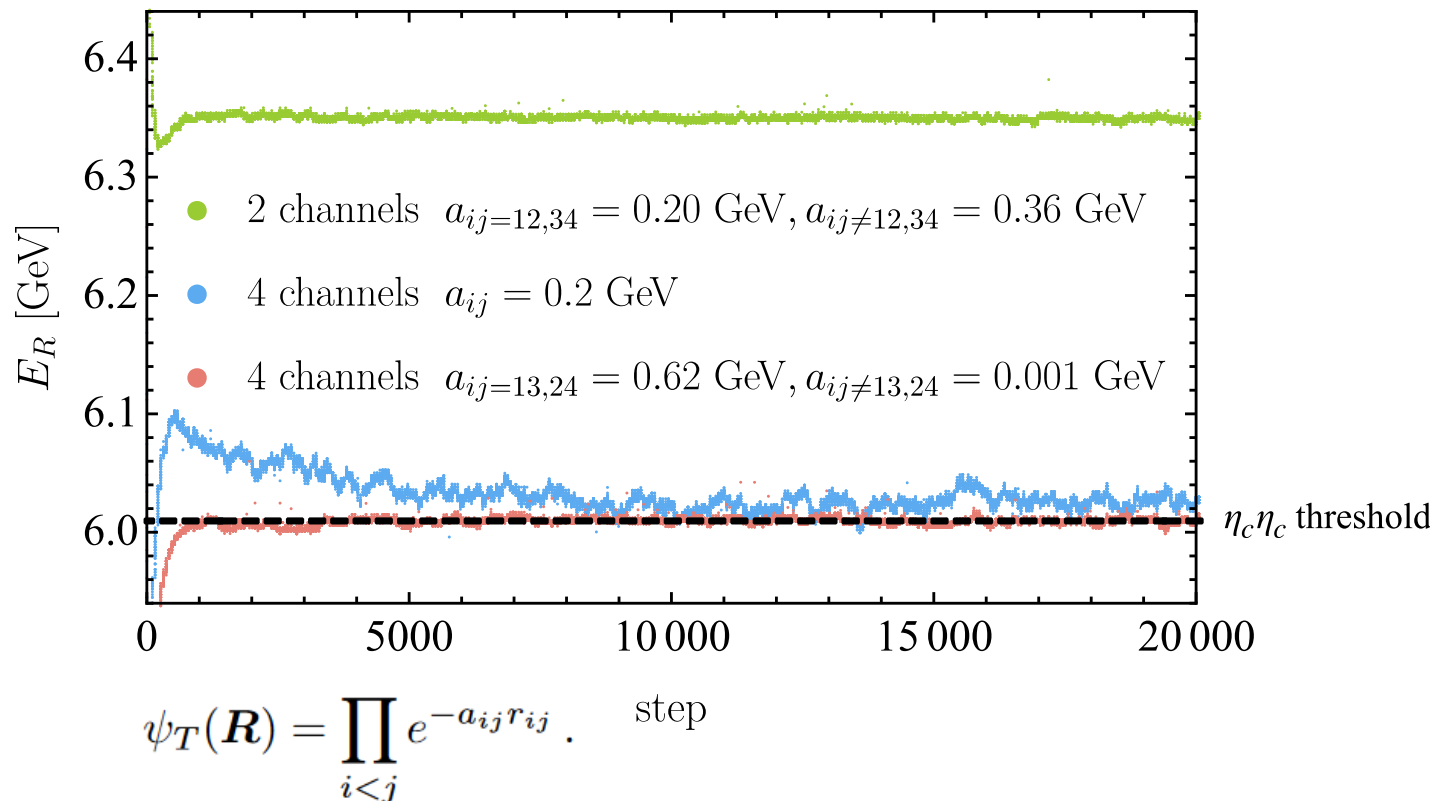 6.4
6.3
6.2
6.1
6.0
E_R [GeV]
2 channels a_{ij=12,34} = 0.20 GeV, a_{ij≠12,34} = 0.36 GeV
4 channels a_{ij} = 0.2 GeV
4 channels a_{ij=13,24} = 0.62 GeV, a_{ij≠13,24} = 0.001 GeV
η_cη_c threshold
0 5000 10 000 15 000 20 000
step
ψ_T(R) = ∏_{i<j} e^{-a_{ij} r_{ij}} .